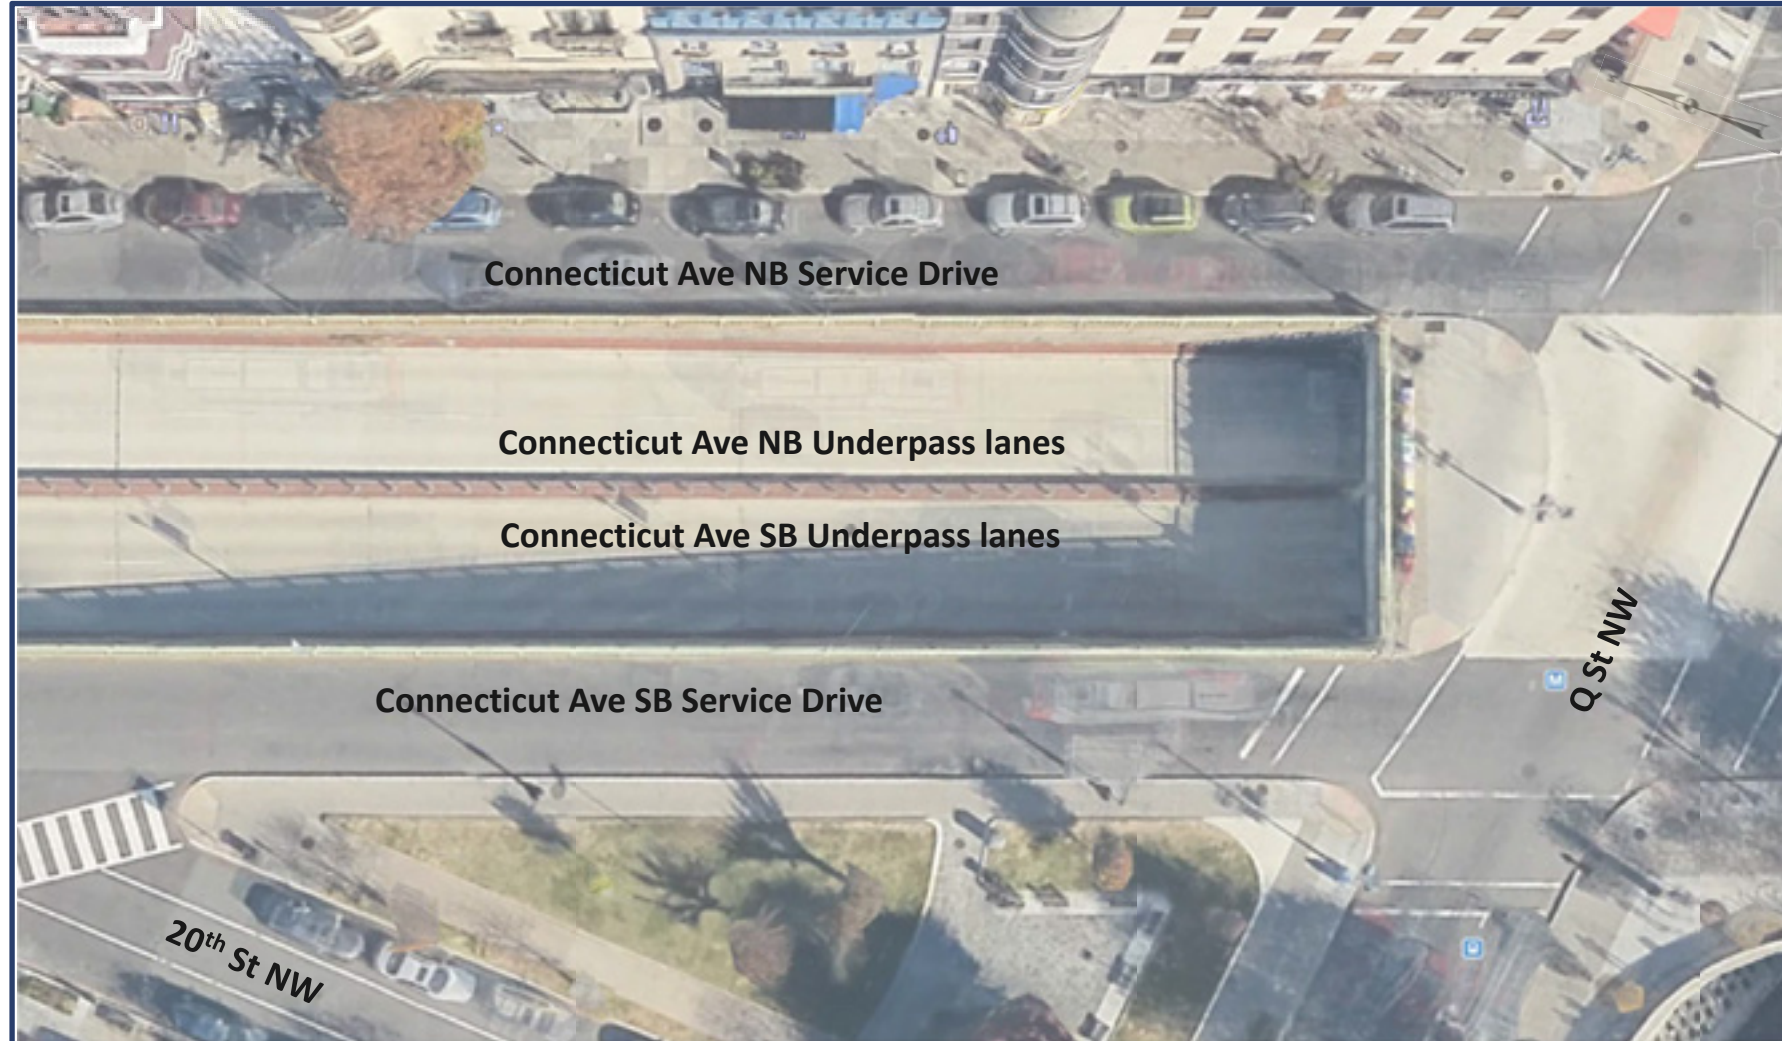 Connecticut Ave NB Service Drive
Connecticut Ave NB Underpass lanes
Connecticut Ave SB Underpass lanes
Q St NW
Connecticut Ave SB Service Drive
M
20th St NW